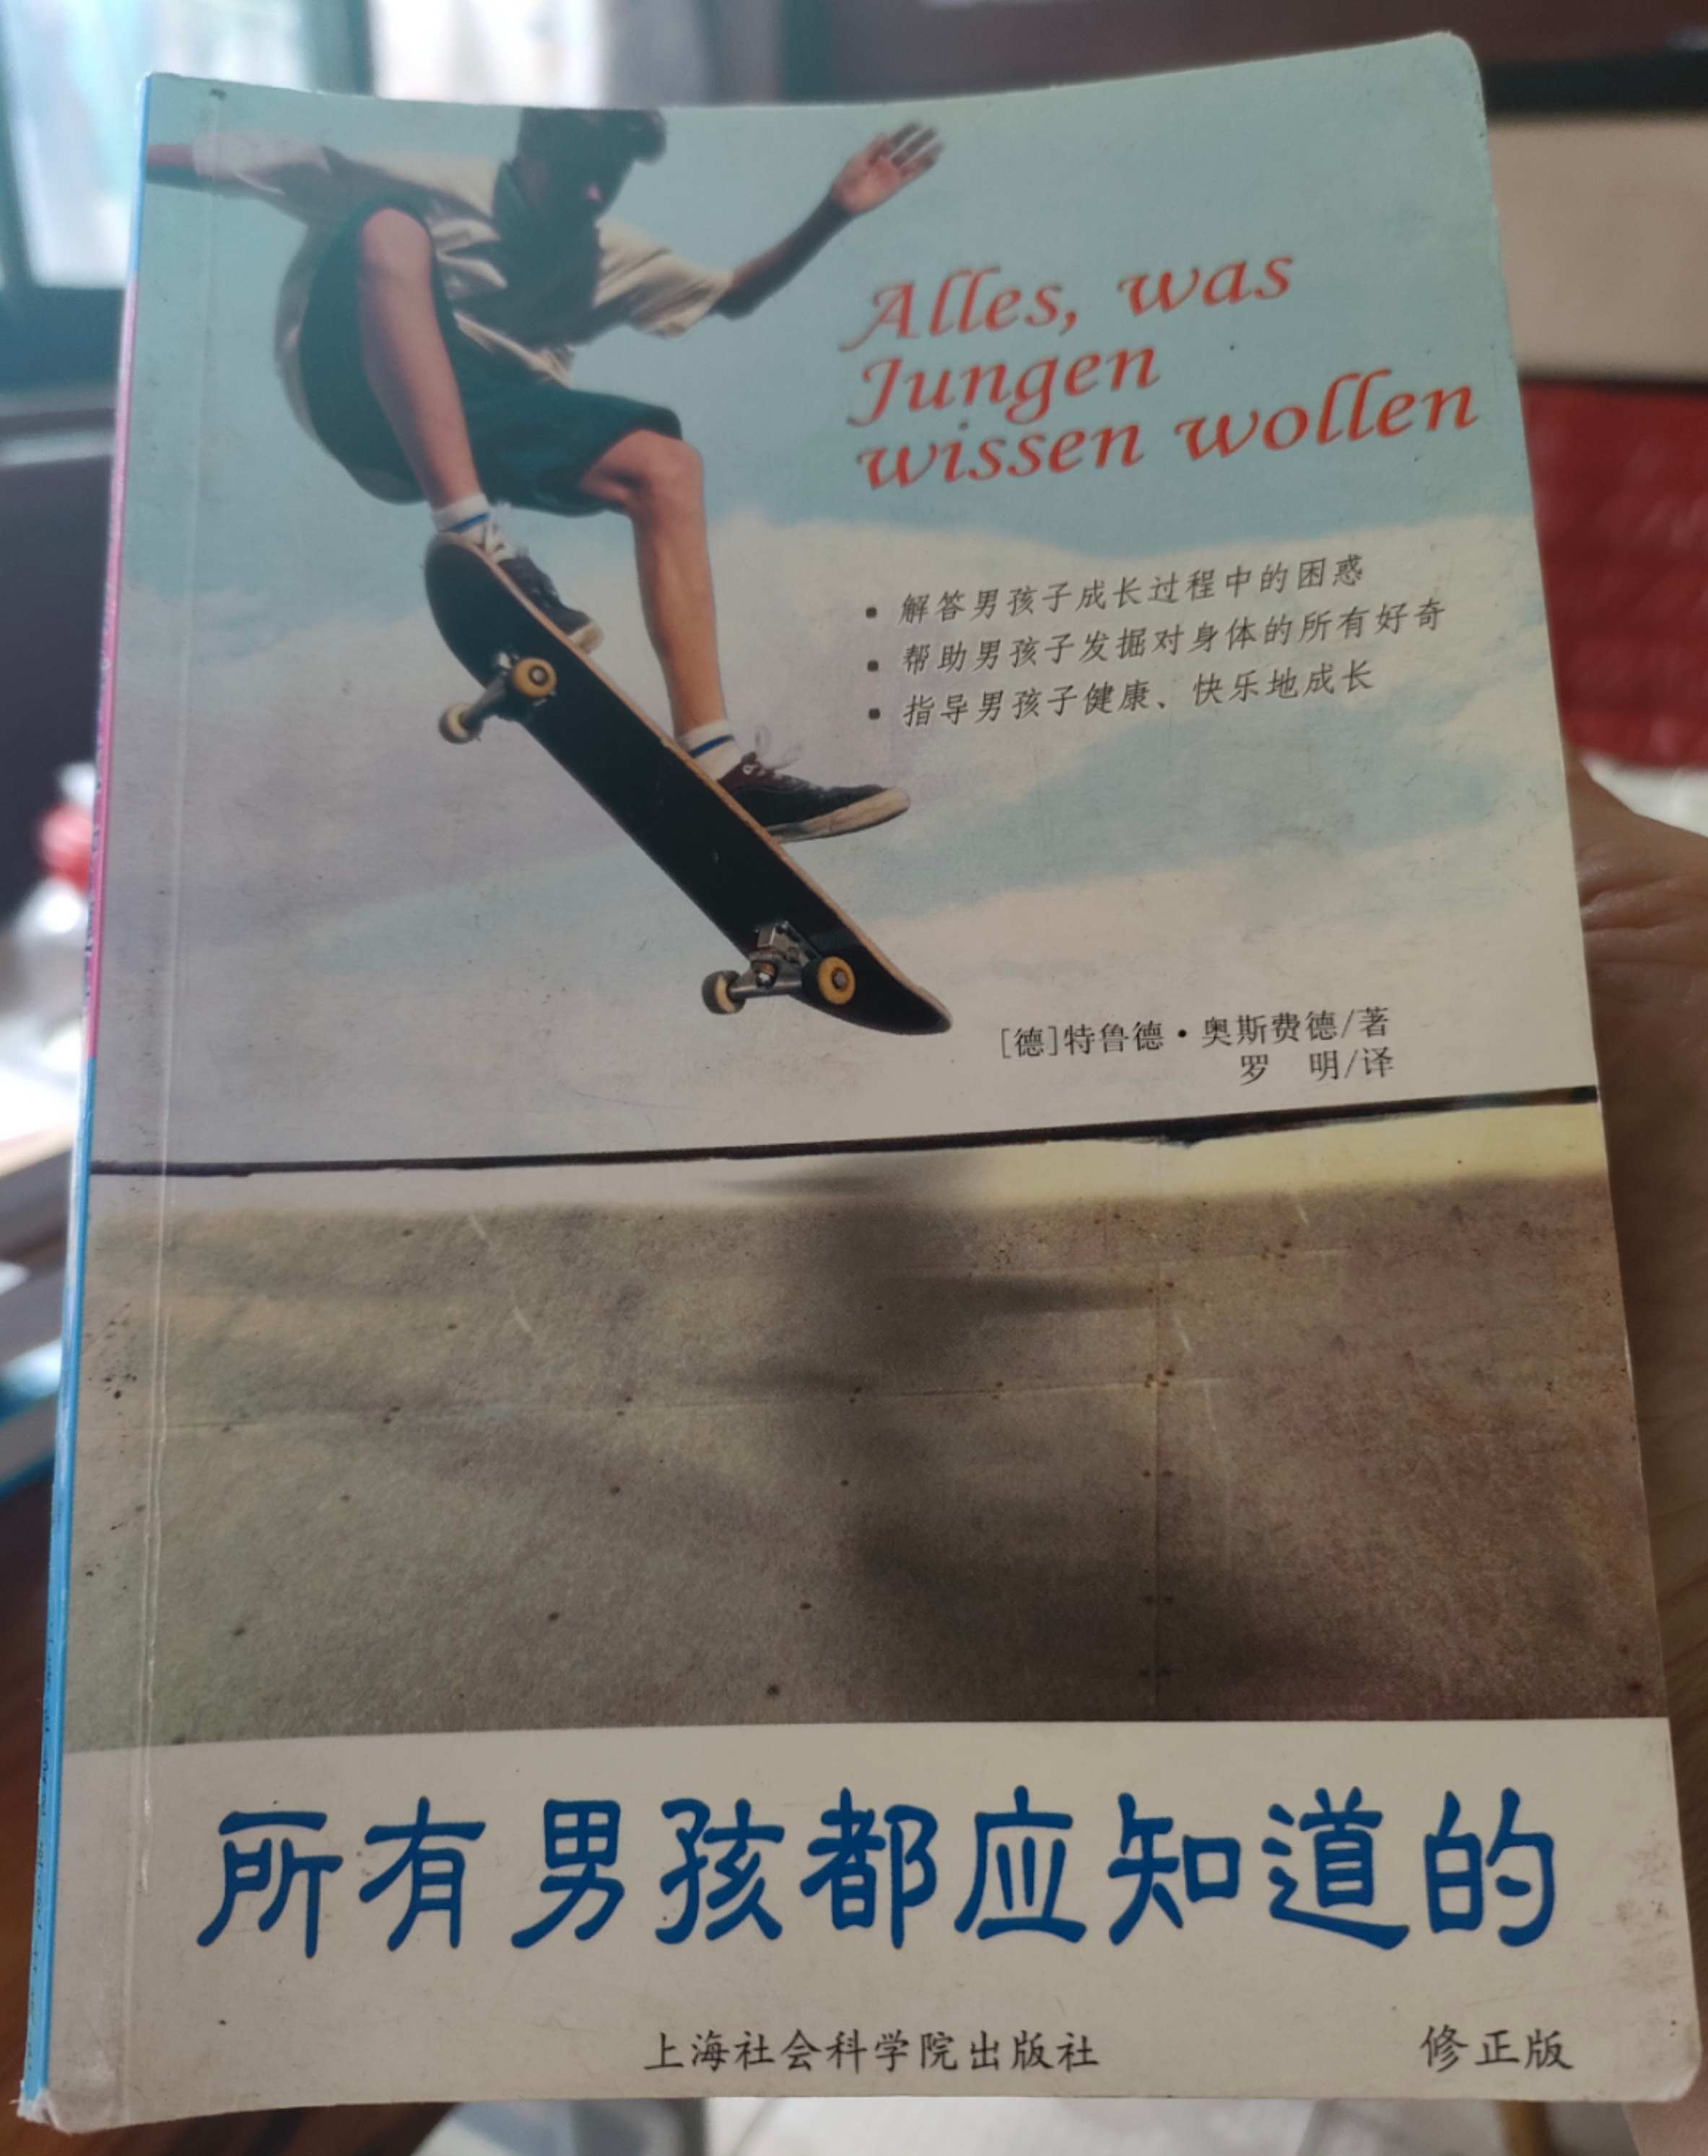 Alles, was
Jungen
wissen wollen
• 解答男孩子成长过程中的困惑
• 帮助男孩子发掘对身体的所有好奇
• 指导男孩子健康、快乐地成长
[德]特鲁德·奥斯费德/著
罗 明/译
所有男孩都应知道的
上海社会科学院出版社
修正版